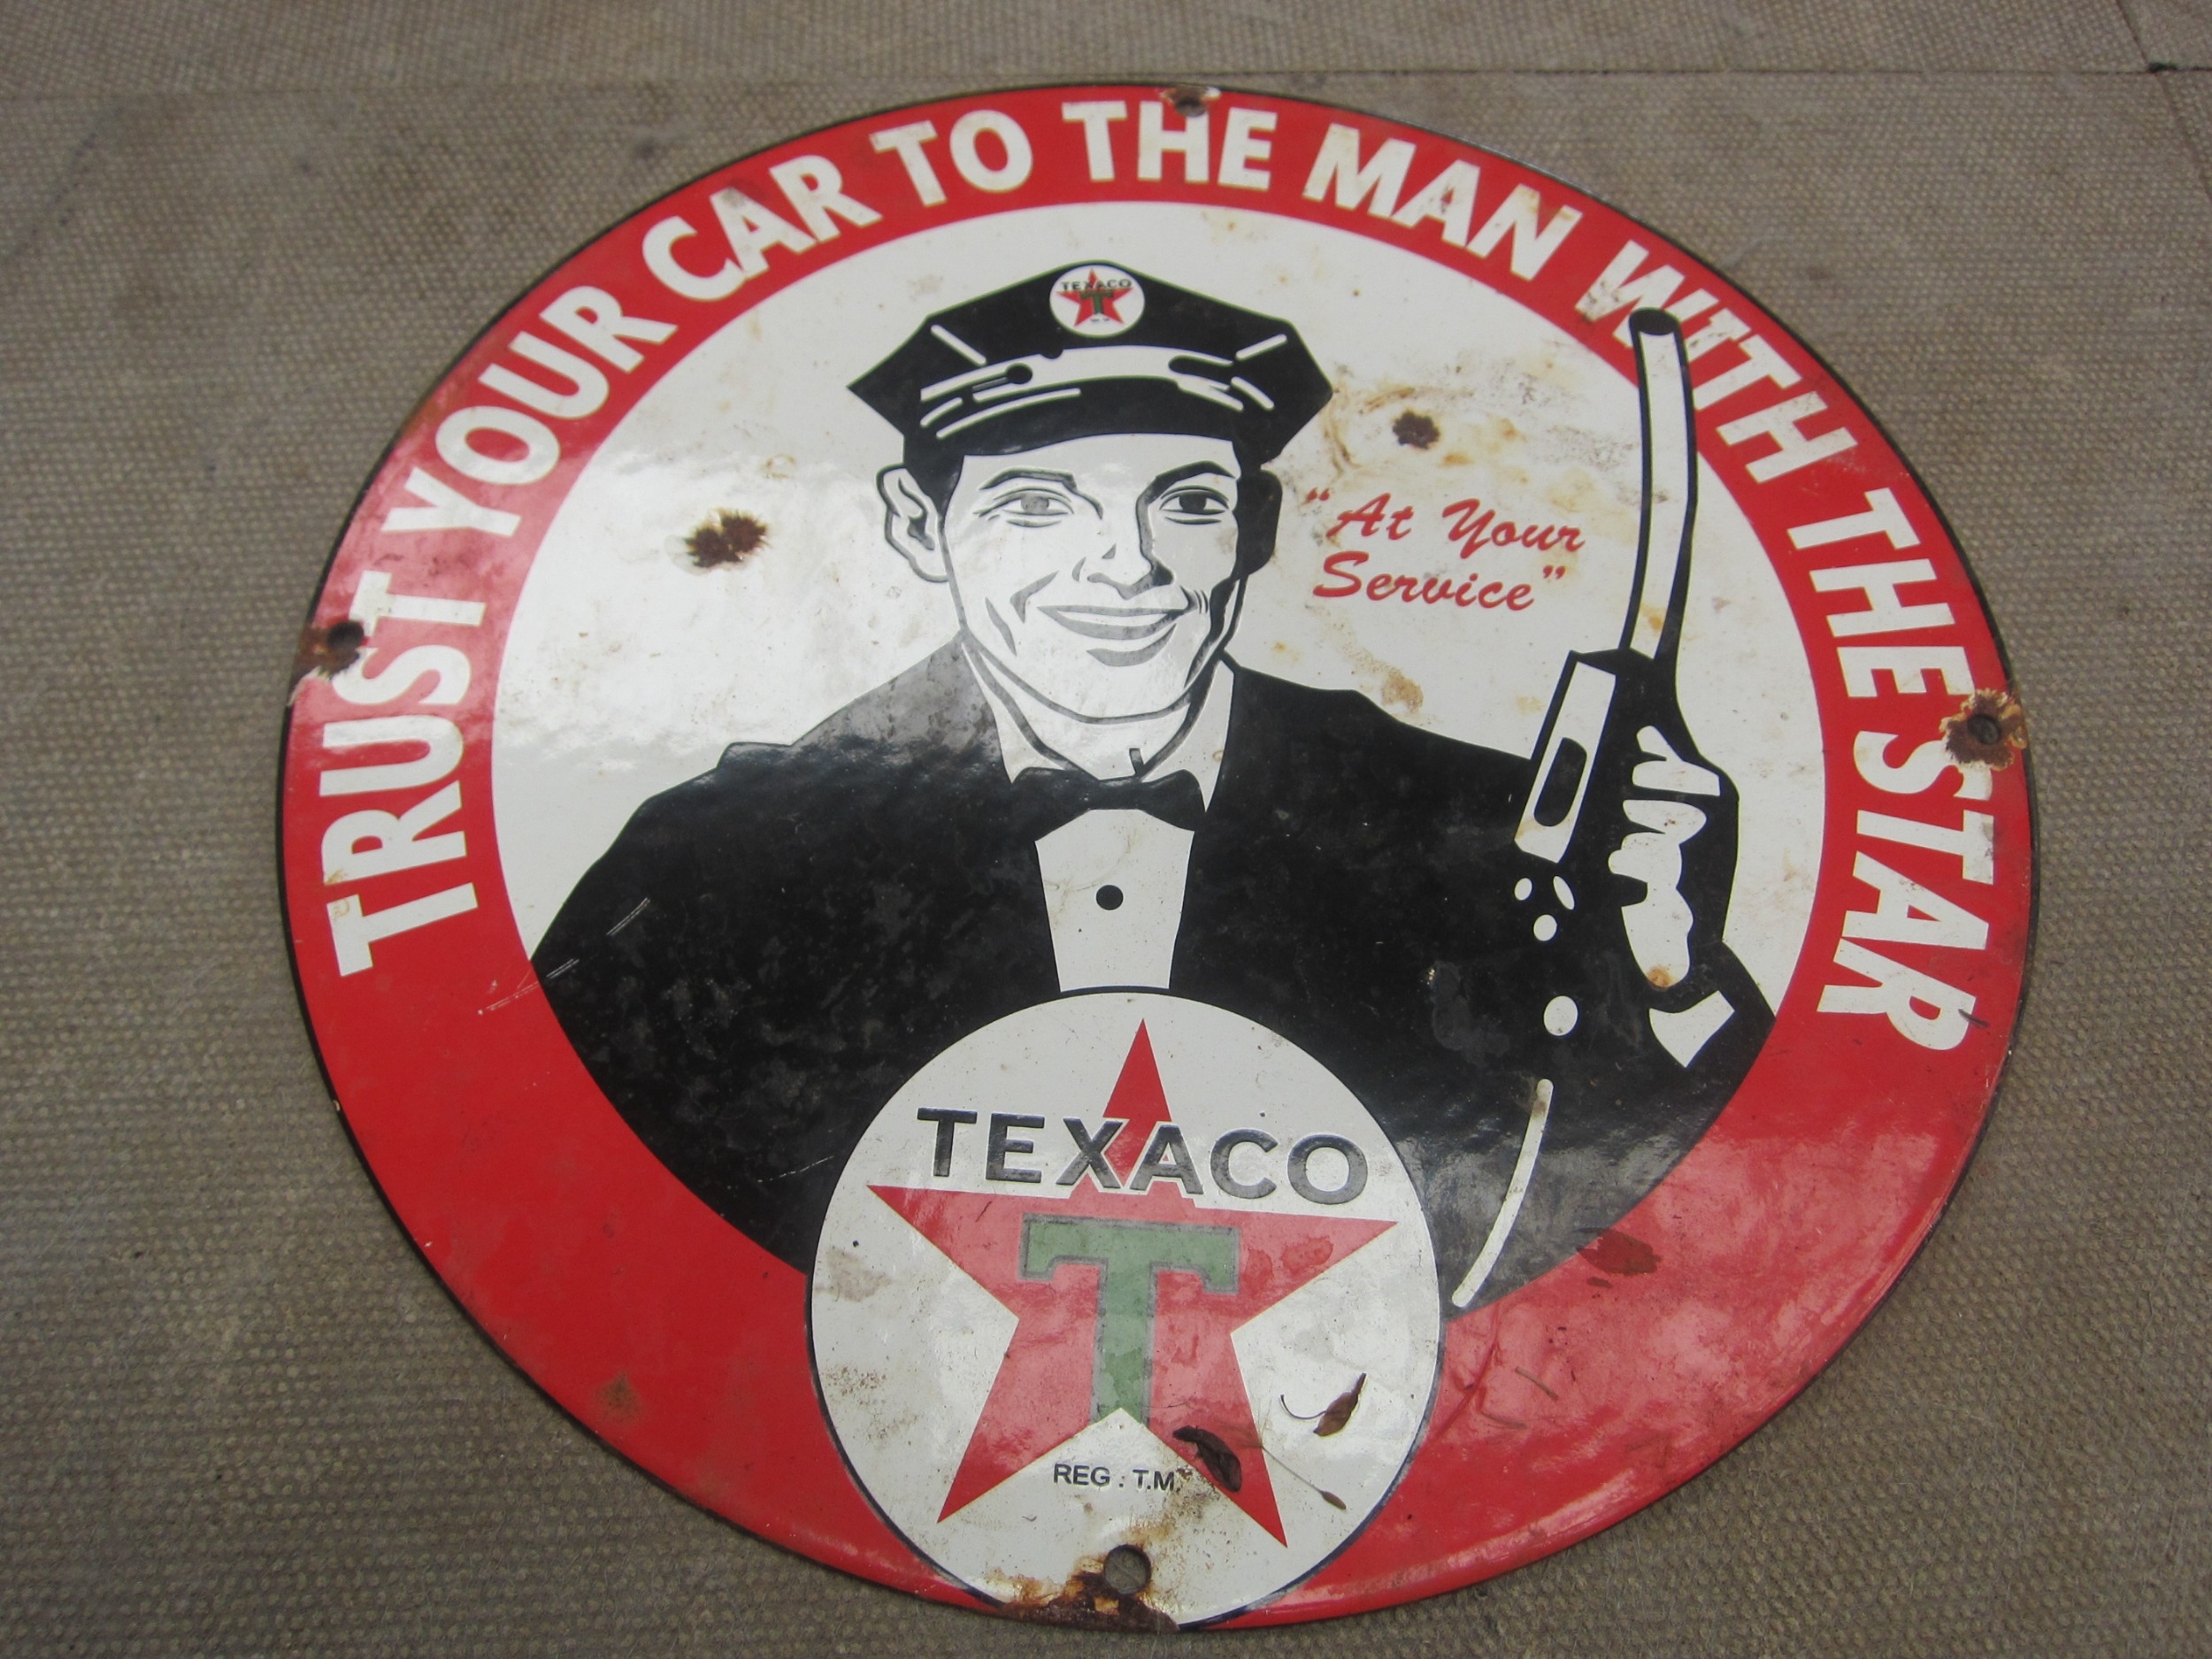 TRUST YOUR CAR TO THE MAN WITH THE STAR
TEXACO
T
“At Your
Service”
TEXACO
T
REG : T.M.